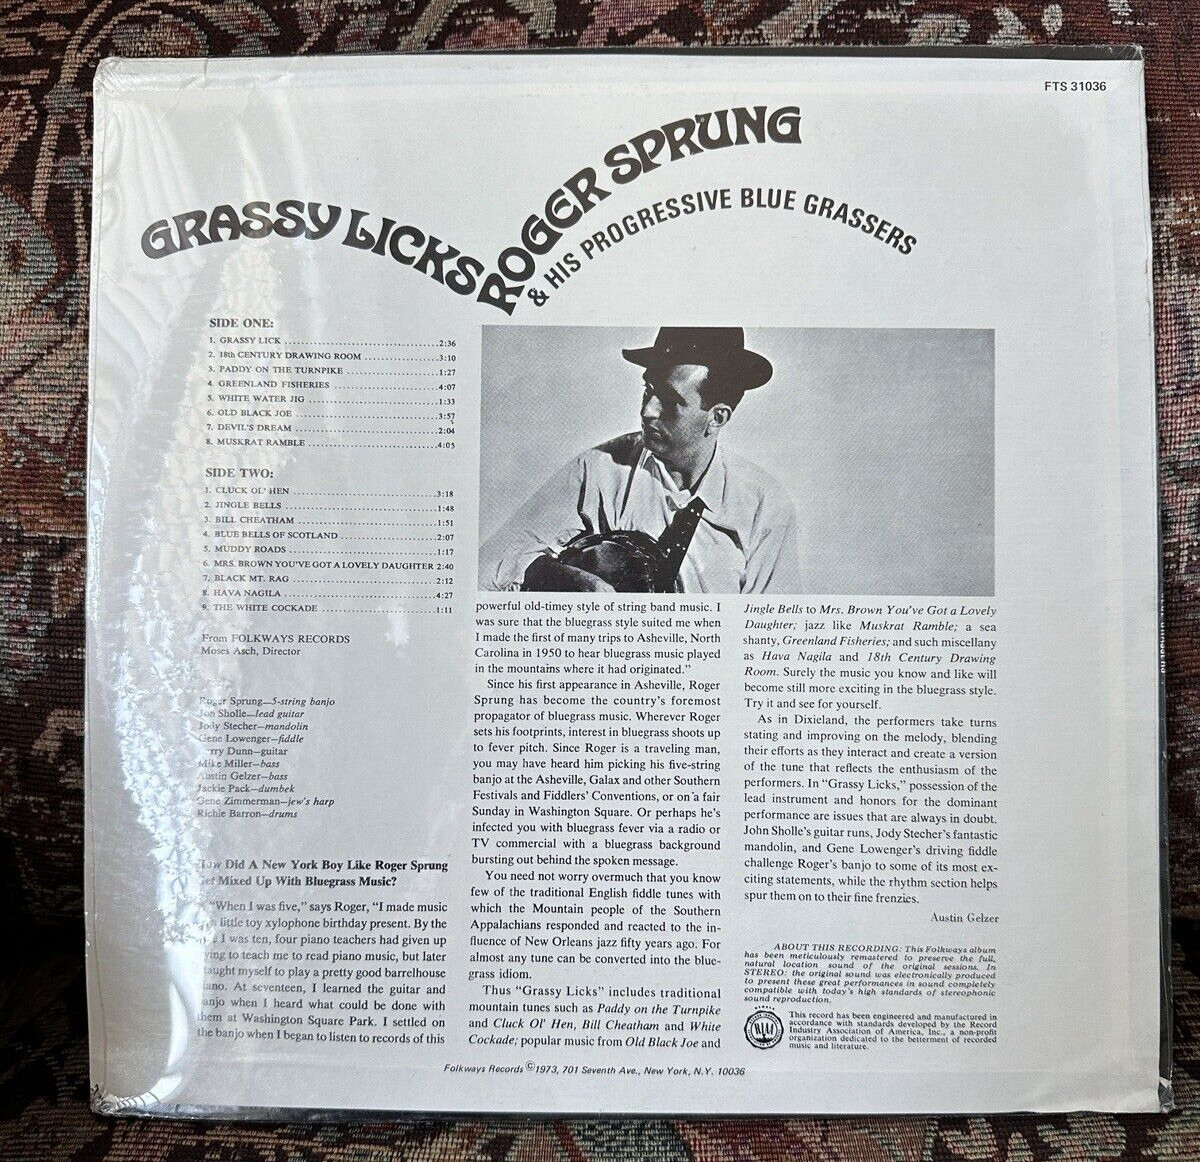 FTS 31036
GRASSY LICKS
ROGER SPRUNG
& HIS PROGRESSIVE BLUE GRASSERS
SIDE ONE:
1. GRASSY LICK ..........2:36
2. 18th CENTURY DRAWING ROOM ..........3:10
3. PADDY ON THE TURNPIKE ..........1:27
4. GREENLAND FISHERIES ..........4:07
5. WHITE WATER JIG ..........1:33
6. OLD BLACK JOE ..........3:57
7. DEVIL'S DREAM ..........2:04
8. MUSKRAT RAMBLE ..........4:05
SIDE TWO:
1. CLUCK OL' HEN ..........3:18
2. JINGLE BELLS ..........1:48
3. BILL CHEATHAM ..........1:51
4. BLUE BELLS OF SCOTLAND ..........2:07
5. MUDDY ROADS ..........1:17
6. MRS. BROWN YOU'VE GOT A LOVELY DAUGHTER 2:40
7. BLACK MT. RAG ..........2:12
8. HAVA NAGILA ..........4:27
9. THE WHITE COCKADE ..........1:11
From FOLKWAYS RECORDS
Moses Asch, Director
Roger Sprung—5-string banjo
Jon Sholle—lead guitar
Jody Stecher—mandolin
Gene Lowenger—fiddle
Dunn—guitar
Mike Miller—bass
Austin Gelzer—bass
Jackie Pack—dumbek
Gene Zimmerman—jew's harp
Richie Barron—drums
How Did A New York Boy Like Roger Sprung
Get Mixed Up With Bluegrass Music?
"When I was five," says Roger, "I made music
little toy xylophone birthday present. By the
I was ten, four piano teachers had given up
trying to teach me to read piano music, but later
taught myself to play a pretty good barrelhouse
piano. At seventeen, I learned the guitar and
banjo when I heard what could be done with
them at Washington Square Park. I settled on
the banjo when I began to listen to records of this
powerful old-timey style of string band music. I
was sure that the bluegrass style suited me when
I made the first of many trips to Asheville, North
Carolina in 1950 to hear bluegrass music played
in the mountains where it had originated."
Since his first appearance in Asheville, Roger
Sprung has become the country's foremost
propagator of bluegrass music. Wherever Roger
sets his footprints, interest in bluegrass shoots up
to fever pitch. Since Roger is a traveling man,
you may have heard him picking his five-string
banjo at the Asheville, Galax and other Southern
Festivals and Fiddlers' Conventions, or on a fair
Sunday in Washington Square. Or perhaps he's
infected you with bluegrass fever via a radio or
TV commercial with a bluegrass background
bursting out behind the spoken message.
You need not worry overmuch that you know
few of the traditional English fiddle tunes with
which the Mountain people of the Southern
Appalachians responded and reacted to the in-
fluence of New Orleans jazz fifty years ago. For
almost any tune can be converted into the blue-
grass idiom.
Thus "Grassy Licks" includes traditional
mountain tunes such as Paddy on the Turnpike
and Cluck Ol' Hen, Bill Cheatham and White
Cockade; popular music from Old Black Joe and
Jingle Bells to Mrs. Brown You've Got a Lovely
Daughter; jazz like Muskrat Ramble; a sea
shanty, Greenland Fisheries; and such miscellany
as Hava Nagila and 18th Century Drawing
Room. Surely the music you know and like will
become still more exciting in the bluegrass style.
Try it and see for yourself.
As in Dixieland, the performers take turns
stating and improving on the melody, blending
their efforts as they interact and create a version
of the tune that reflects the enthusiasm of the
performers. In "Grassy Licks," possession of the
lead instrument and honors for the dominant
performance are issues that are always in doubt.
John Sholle's guitar runs, Jody Stecher's fantastic
mandolin, and Gene Lowenger's driving fiddle
challenge Roger's banjo to some of its most ex-
citing statements, while the rhythm section helps
spur them on to their fine frenzies.
Austin Gelzer
ABOUT THIS RECORDING: This Folkways album
has been meticulously remastered to preserve the full,
natural location sound of the original sessions. In
STEREO: the original sound was electronically produced
to present these great performances in sound completely
compatible with today's high standards of stereophonic
sound reproduction.
RIAA
This record has been engineered and manufactured in
accordance with standards developed by the Record
Industry Association of America, Inc., a non-profit
organization dedicated to the betterment of recorded
music and literature.
Folkways Records ©1973, 701 Seventh Ave., New York, N.Y. 10036